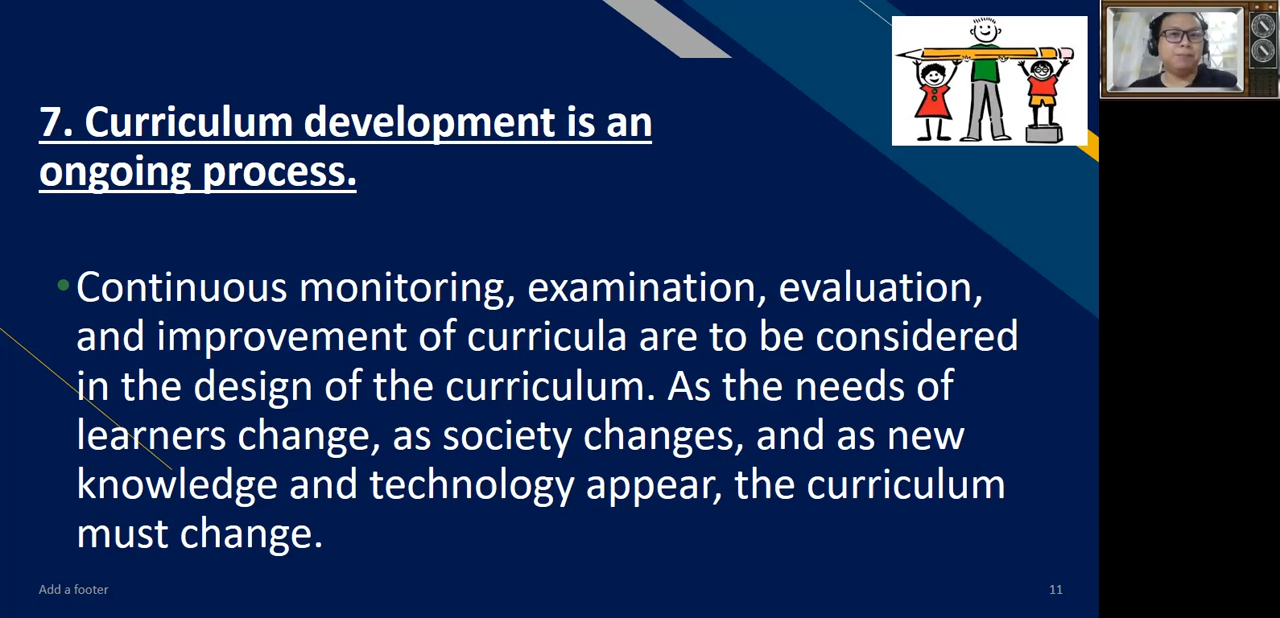 7. Curriculum development is an
ongoing process.
•Continuous monitoring, examination, evaluation,
and improvement of curricula are to be considered
in the design of the curriculum. As the needs of
learners change, as society changes, and as new
knowledge and technology appear, the curriculum
must change.
Add a footer
11